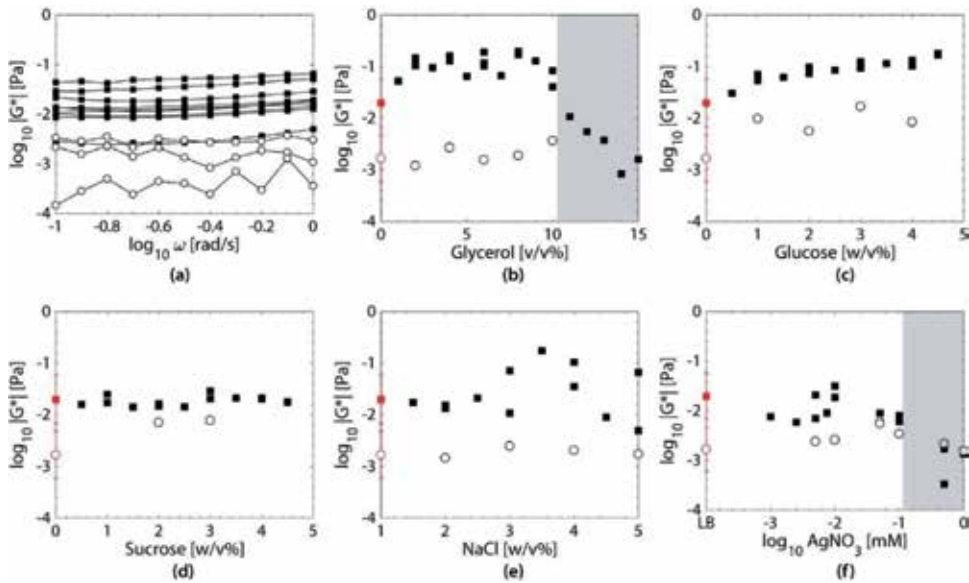 0
-1
-2
-3
-4
log10 |G*| [Pa]
-1 -0.8 -0.6 -0.4 -0.2 0
log10 ω [rad/s]
(a)
0
-1
-2
-3
-4
log10 |G*| [Pa]
0 5 10 15
Glycerol [v/v%]
(b)
0
-1
-2
-3
-4
log10 |G*| [Pa]
0 1 2 3 4 5
Glucose [w/v%]
(c)
0
-1
-2
-3
-4
log10 |G*| [Pa]
0 1 2 3 4 5
Sucrose [w/v%]
(d)
0
-1
-2
-3
-4
log10 |G*| [Pa]
1 2 3 4 5
NaCl [w/v%]
(e)
0
-1
-2
-3
-4
log10 |G*| [Pa]
LB -3 -2 -1 0
log10 AgNO3 [mM]
(f)